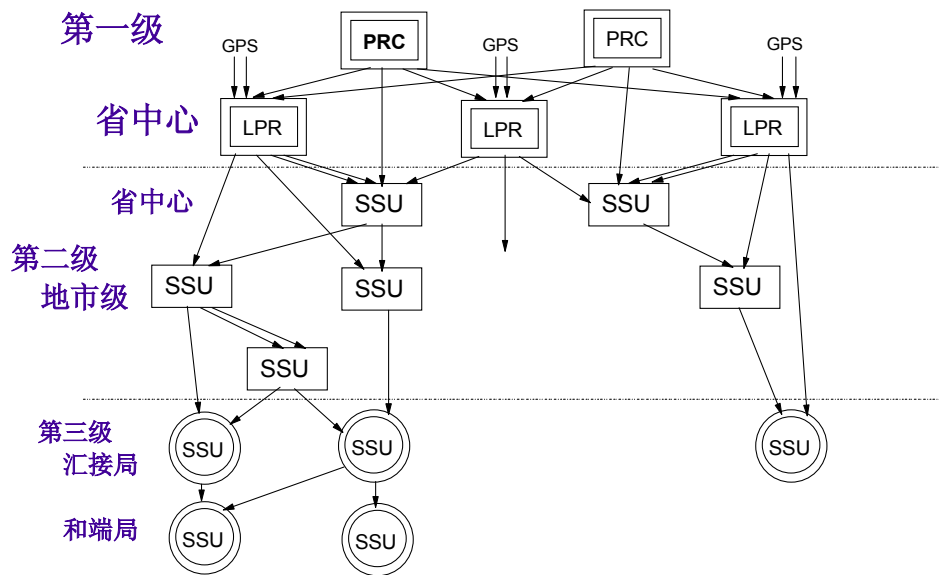 第一级
PRC
PRC
GPS
GPS
GPS
省中心
LPR
LPR
LPR
省中心
SSU
SSU
第二级
地市级
SSU
SSU
SSU
SSU
第三级
汇接局
SSU
SSU
SSU
和端局
SSU
SSU